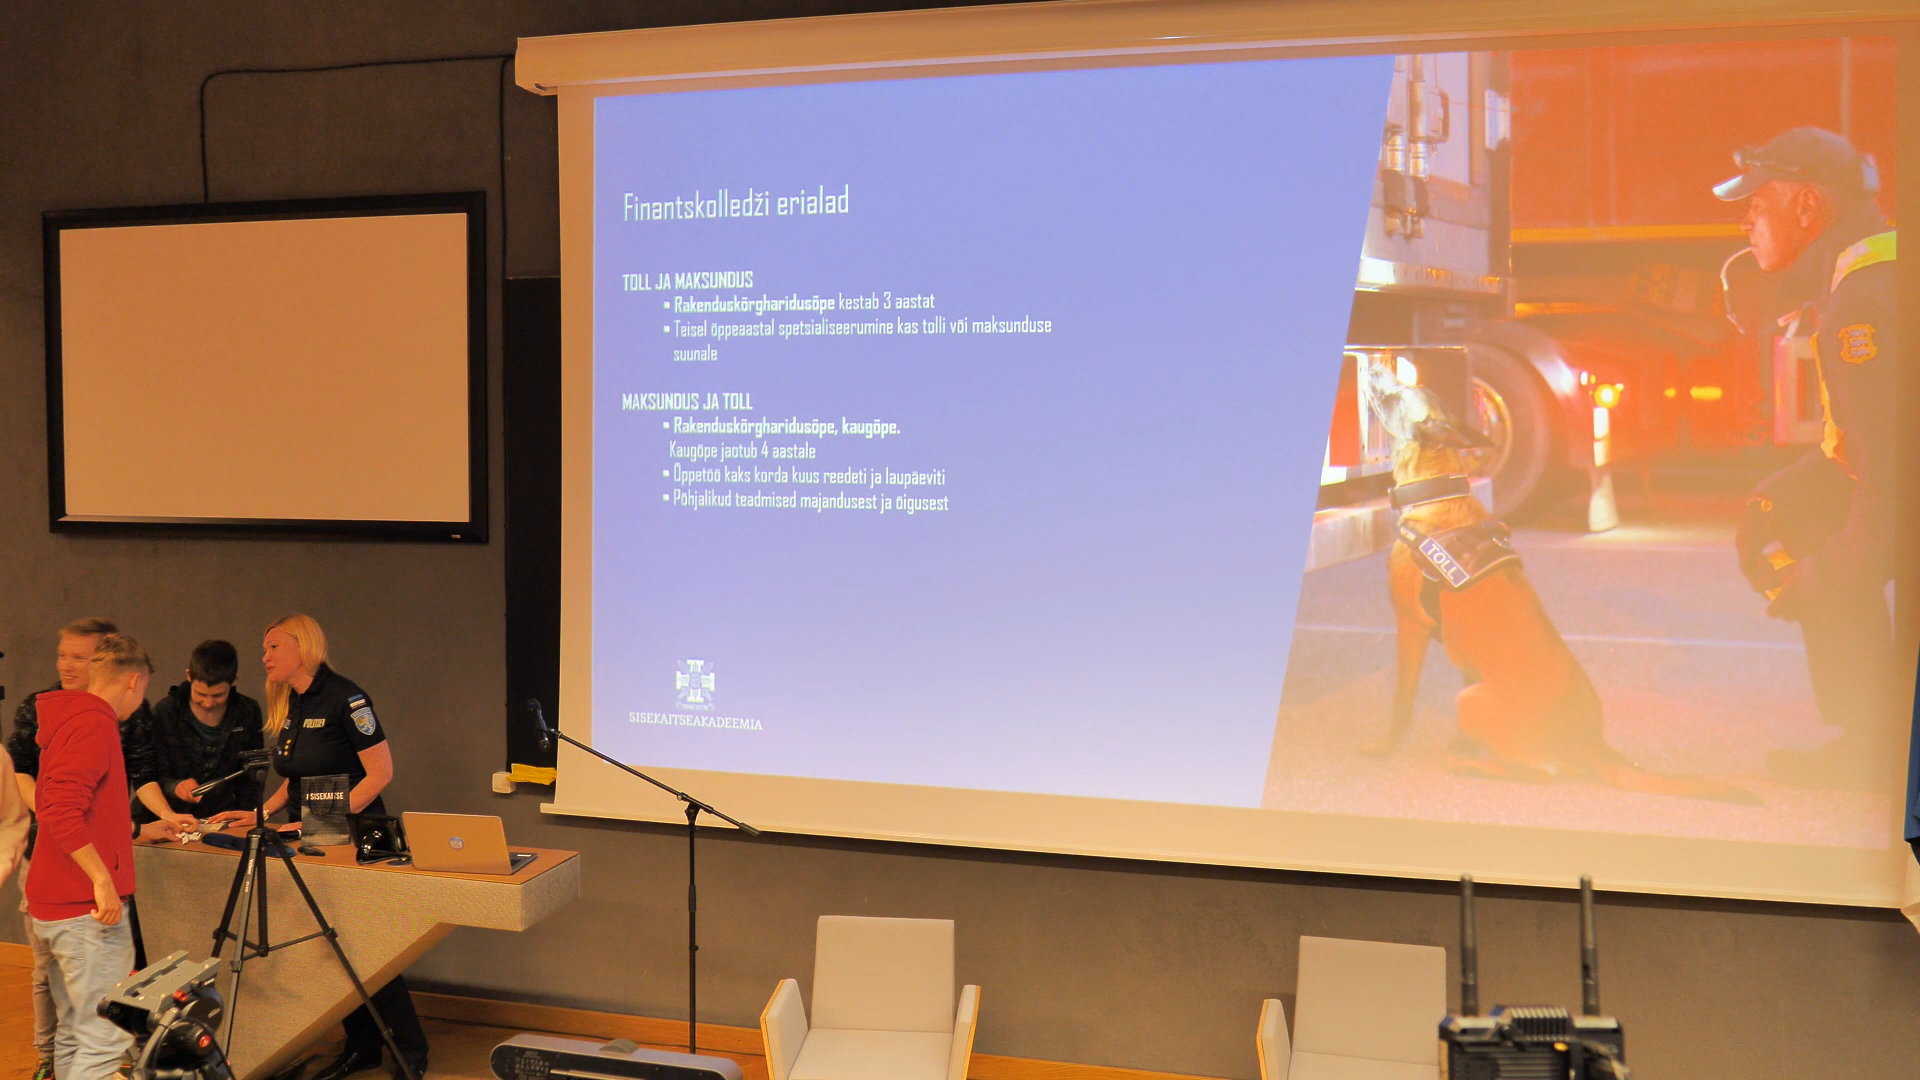 Finantskolledži erialad
TOLL JA MAKSUNDUS
▪ Rakenduskõrgharidusõpe kestab 3 aastat
▪ Teisel õppeaastal spetsialiseerumine kas tolli või maksunduse
suunale
MAKSUNDUS JA TOLL
▪ Rakenduskõrgharidusõpe, kaugõpe.
Kaugõpe jaotub 4 aastale
▪ Õppetöö kaks korda kuus reedeti ja laupäeviti
▪ Põhjalikud teadmised majandusest ja õigusest
SISEKAITSEAKADEEMIA
TOLL
POLITSEI